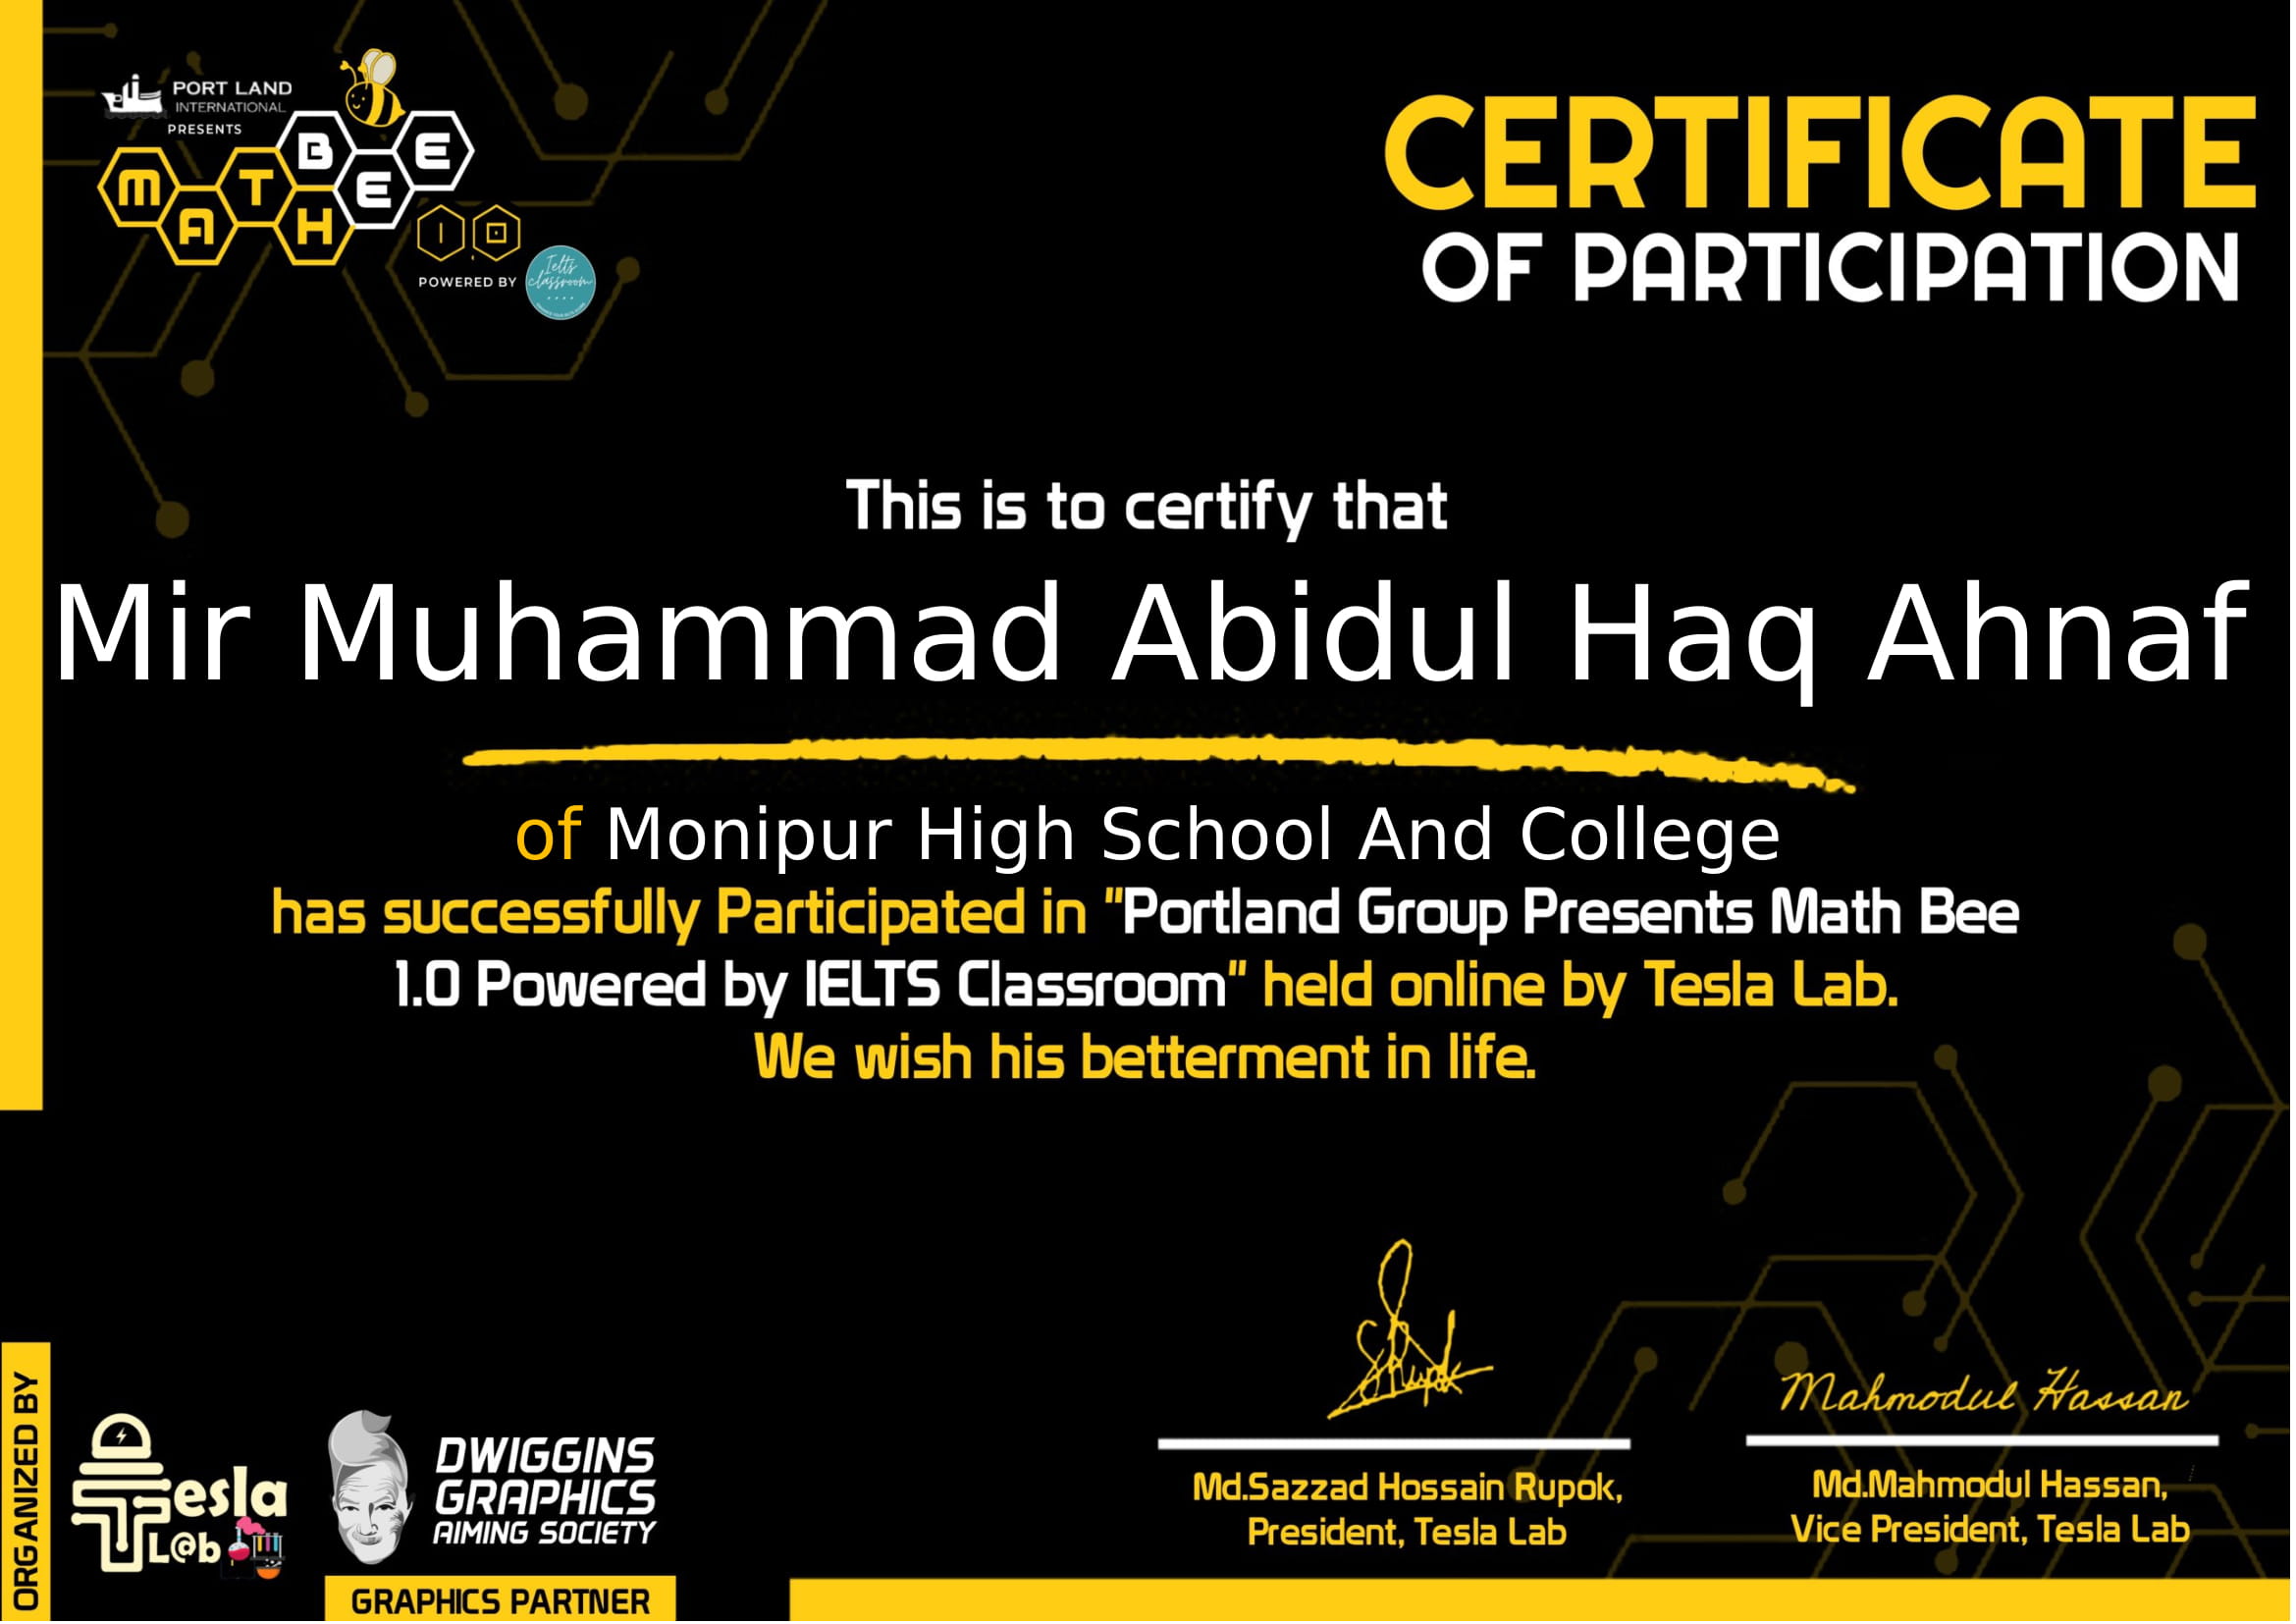 PORT LAND
INTERNATIONAL
PRESENTS
MATH BEE
1.0
POWERED BY
Ielts
classroom
CERTIFICATE
OF PARTICIPATION
This is to certify that
Mir Muhammad Abidul Haq Ahnaf
of Monipur High School And College
has successfully Participated in "Portland Group Presents Math Bee
1.0 Powered by IELTS Classroom" held online by Tesla Lab.
We wish his betterment in life.
ORGANIZED BY
Tesla
L@b
DWIGGINS
GRAPHICS
AIMING SOCIETY
GRAPHICS PARTNER
SRupok
Md.Sazzad Hossain Rupok,
President, Tesla Lab
Mahmodul Hassan
Md.Mahmodul Hassan,
Vice President, Tesla Lab